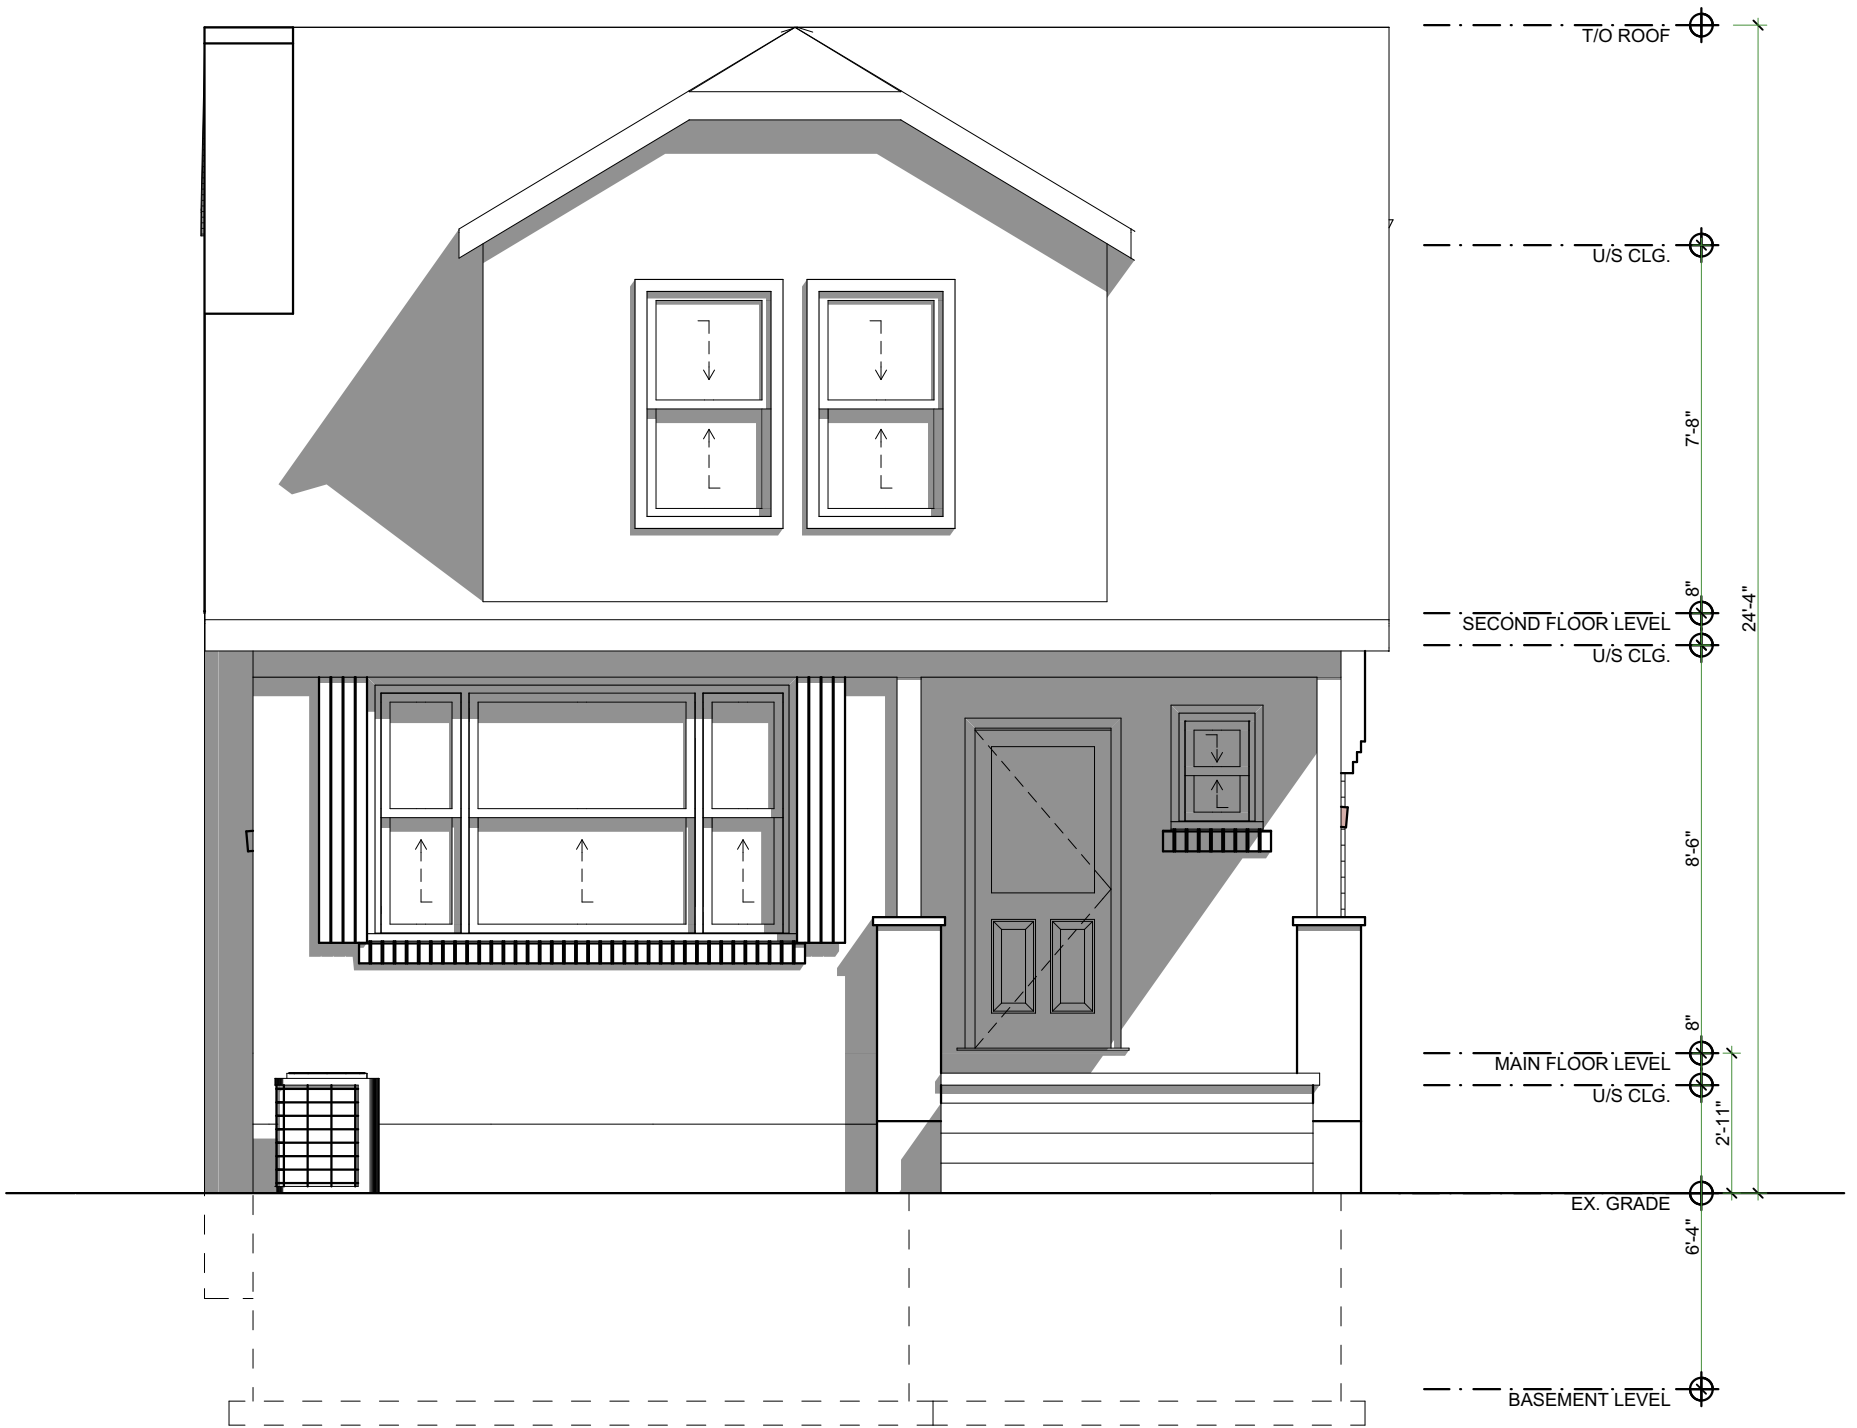 T/O ROOF
U/S CLG.
7'-8"
8"
24'-4"
SECOND FLOOR LEVEL
U/S CLG.
8'-6"
8"
MAIN FLOOR LEVEL
U/S CLG.
2'-11"
EX. GRADE
6'-4"
BASEMENT LEVEL